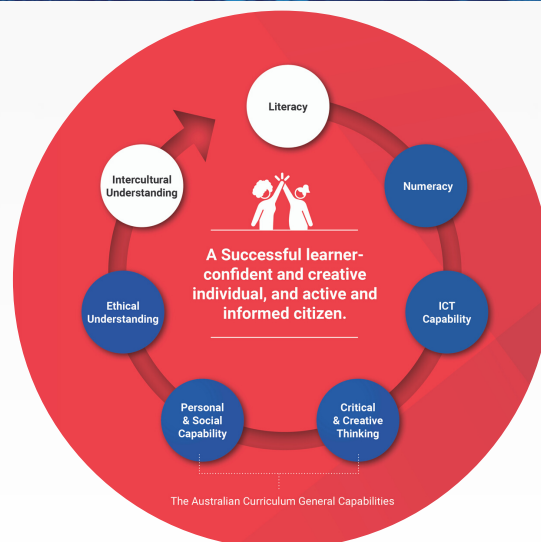 Literacy
Numeracy
ICT
Capability
Critical
& Creative
Thinking
Personal
& Social
Capability
Ethical
Understanding
Intercultural
Understanding
A Successful learner-
confident and creative
individual, and active and
informed citizen.
The Australian Curriculum General Capabilities